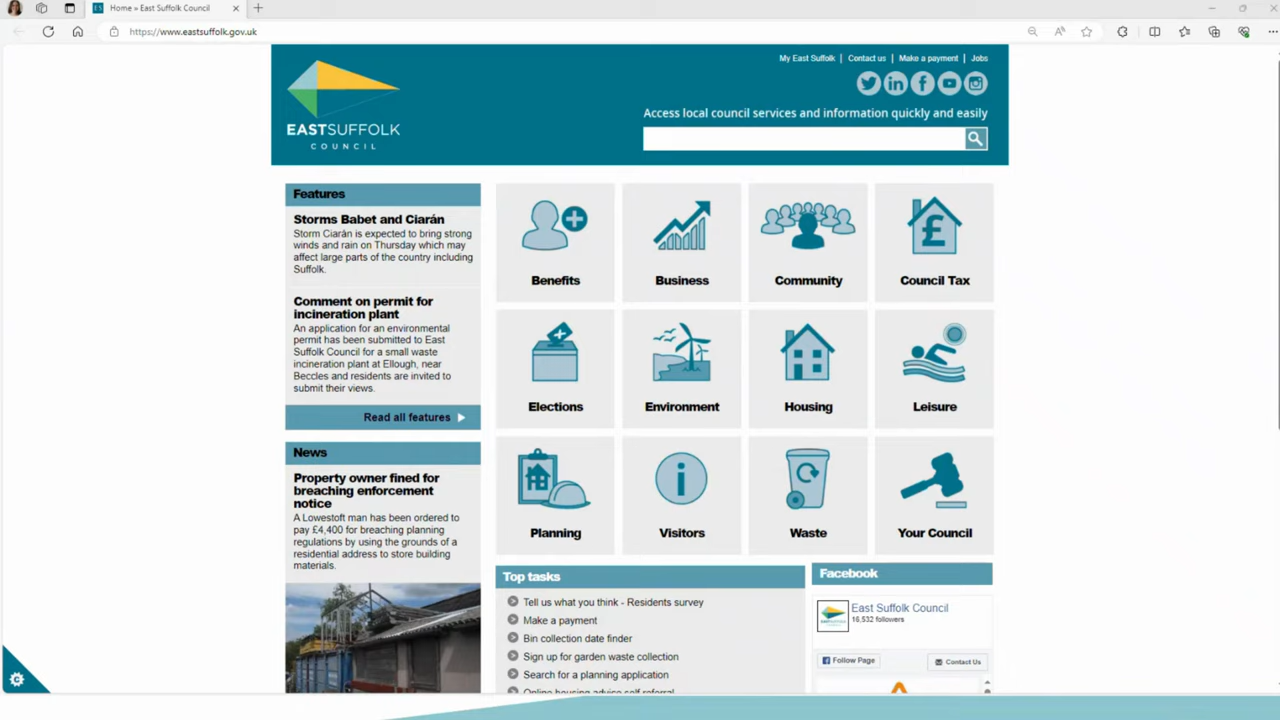 Home » East Suffolk Council
https://www.eastsuffolk.gov.uk
My East Suffolk | Contact us | Make a payment | Jobs
Access local council services and information quickly and easily
EASTSUFFOLK
COUNCIL
Features
Storms Babet and Ciarán
Storm Ciarán is expected to bring strong
winds and rain on Thursday which may
affect large parts of the country including
Suffolk.
Comment on permit for
incineration plant
An application for an environmental
permit has been submitted to East
Suffolk Council for a small waste
incineration plant at Ellough, near
Beccles and residents are invited to
submit their views.
Read all features
News
Property owner fined for
breaching enforcement
notice
A Lowestoft man has been ordered to
pay £4,400 for breaching planning
regulations by using the grounds of a
residential address to store building
materials.
Benefits
Business
Community
Council Tax
Elections
Environment
Housing
Leisure
Planning
Visitors
Waste
Your Council
Top tasks
Tell us what you think - Residents survey
Make a payment
Bin collection date finder
Sign up for garden waste collection
Search for a planning application
Online housing advice self referral
Facebook
East Suffolk Council
16,532 followers
Follow Page
Contact Us